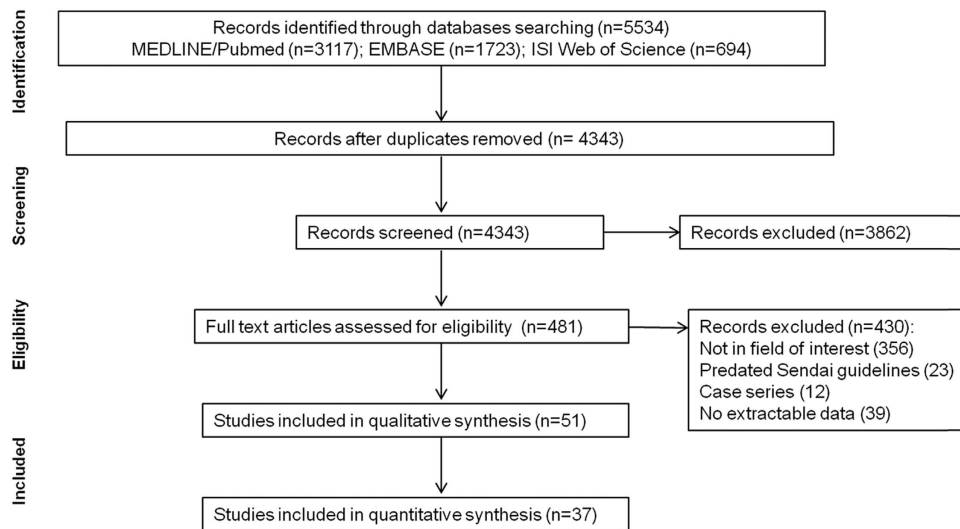 Identification
Records identified through databases searching (n=5534)
MEDLINE/Pubmed (n=3117); EMBASE (n=1723); ISI Web of Science (n=694)
Records after duplicates removed (n= 4343)
Screening
Records screened (n=4343)
Records excluded (n=3862)
Eligibility
Full text articles assessed for eligibility (n=481)
Records excluded (n=430):
Not in field of interest (356)
Predated Sendai guidelines (23)
Case series (12)
No extractable data (39)
Included
Studies included in qualitative synthesis (n=51)
Studies included in quantitative synthesis (n=37)